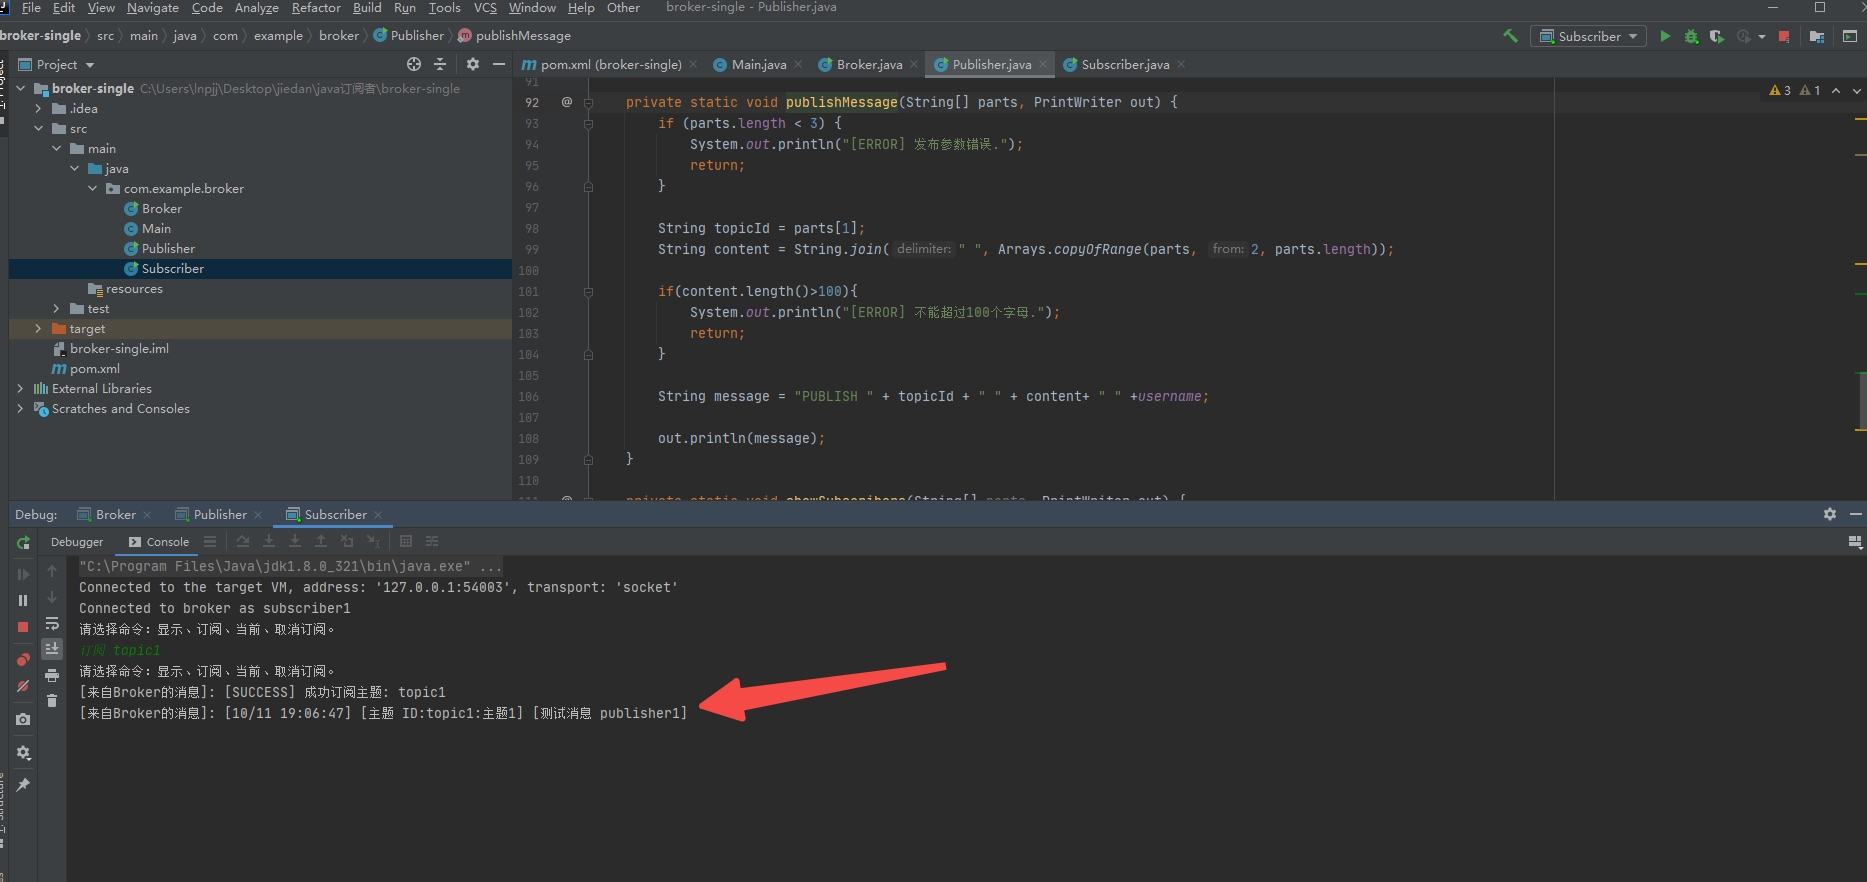 File Edit View Navigate Code Analyze Refactor Build Run Tools VCS Window Help Other broker-single - Publisher.java
broker-single src main java com example broker Publisher publishMessage Subscriber
Project
pom.xml (broker-single) Main.java Broker.java Publisher.java Subscriber.java
broker-single C:\Users\lnpjj\Desktop\jiedan\java订阅者\broker-single
.idea
src
main
java
com.example.broker
Broker
Main
Publisher
Subscriber
resources
test
target
broker-single.iml
pom.xml
External Libraries
Scratches and Consoles
3 1
91
92 @ private static void publishMessage(String[] parts, PrintWriter out) {
93 if (parts.length < 3) {
94 System.out.println("[ERROR] 发布参数错误.");
95 return;
96 }
97
98 String topicId = parts[1];
99 String content = String.join( delimiter: " ", Arrays.copyOfRange(parts, from: 2, parts.length));
100
101 if(content.length()>100){
102 System.out.println("[ERROR] 不能超过100个字母.");
103 return;
104 }
105
106 String message = "PUBLISH " + topicId + " " + content+ " " +username;
107
108 out.println(message);
109 }
110
111 @ private static void showSubscribers(String[] parts, PrintWriter out) {
Debug: Broker Publisher Subscriber
Debugger Console
"C:\Program Files\Java\jdk1.8.0_321\bin\java.exe" ...
Connected to the target VM, address: '127.0.0.1:54003', transport: 'socket'
Connected to broker as subscriber1
请选择命令: 显示、订阅、当前、取消订阅。
订阅 topic1
请选择命令: 显示、订阅、当前、取消订阅。
[来自Broker的消息]: [SUCCESS] 成功订阅主题: topic1
[来自Broker的消息]: [10/11 19:06:47] [主题 ID:topic1:主题1] [测试消息 publisher1]